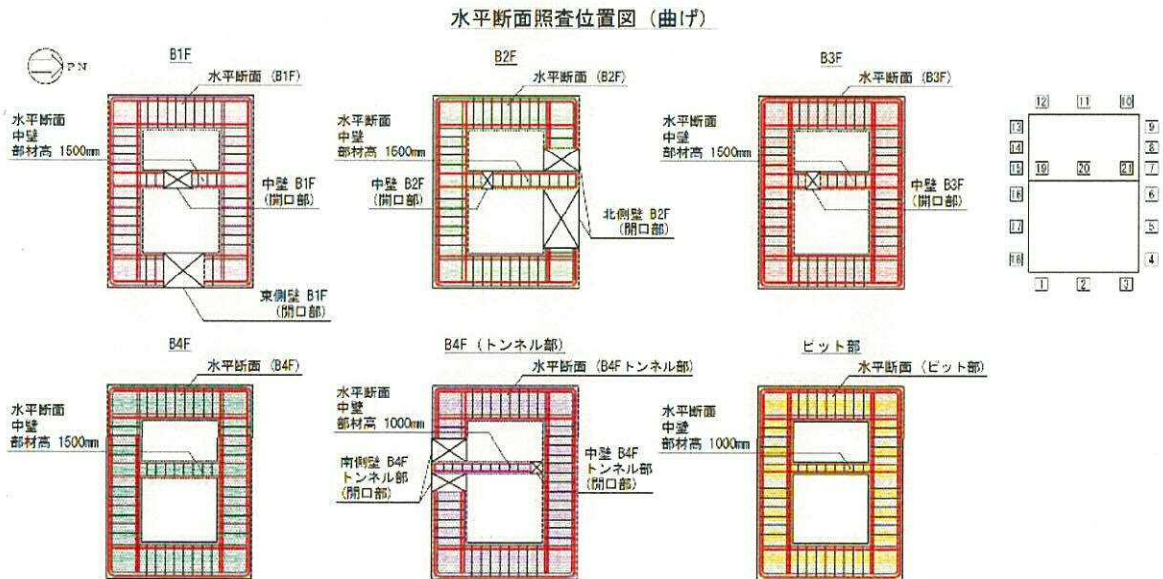 水平断面照査位置図 (曲げ)
PN
B1F
水平断面 (B1F)
水平断面
中壁
部材高 1500mm
中壁 B1F
(開口部)
東側壁 B1F
(開口部)
B2F
水平断面 (B2F)
水平断面
中壁
部材高 1500mm
中壁 B2F
(開口部)
北側壁 B2F
(開口部)
B3F
水平断面 (B3F)
水平断面
中壁
部材高 1500mm
中壁 B3F
(開口部)
12 11 10
13 9
14 8
15 19 20 21 7
16 6
17 5
18 4
1 2 3
B4F
水平断面 (B4F)
水平断面
中壁
部材高 1500mm
B4F (トンネル部)
水平断面 (B4Fトンネル部)
水平断面
中壁
部材高 1000mm
南側壁 B4F
トンネル部
(開口部)
中壁 B4F
トンネル部
(開口部)
ピット部
水平断面 (ピット部)
水平断面
中壁
部材高 1000mm